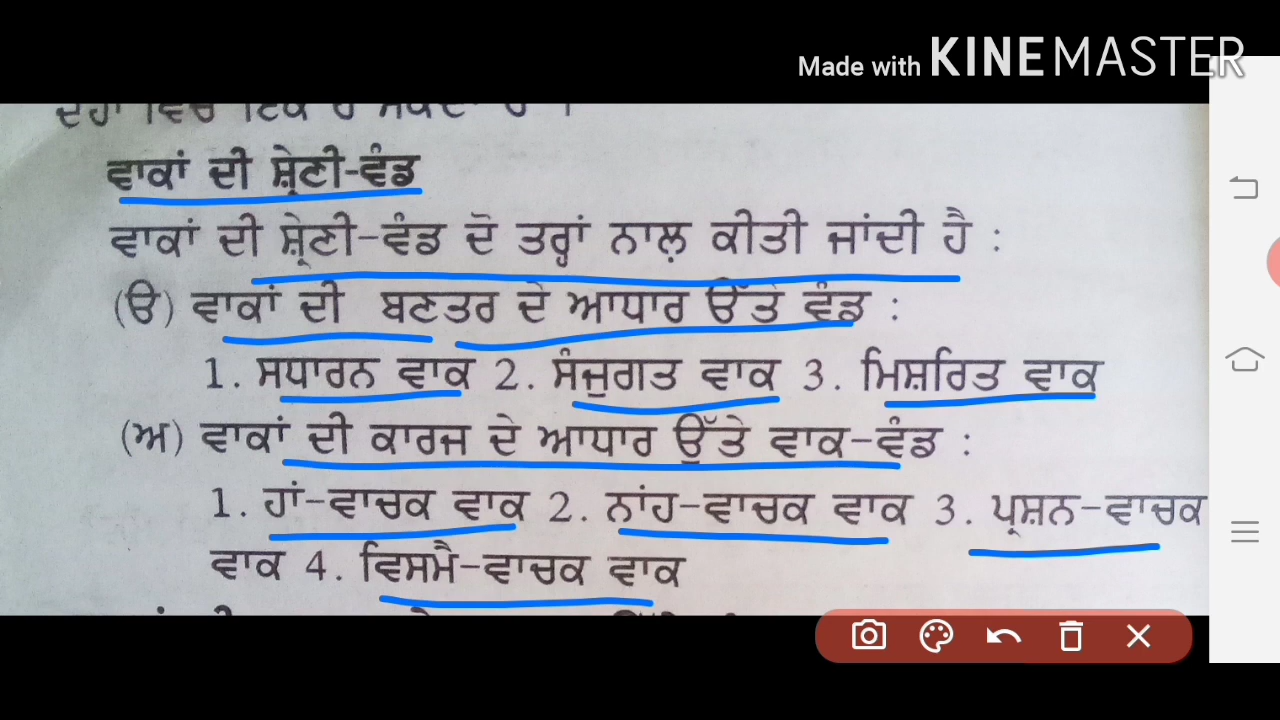 Made with KINEMASTER
ਵਾਕਾਂ ਦੀ ਸ਼੍ਰੇਣੀ-ਵੰਡ
ਵਾਕਾਂ ਦੀ ਸ਼੍ਰੇਣੀ-ਵੰਡ ਦੋ ਤਰ੍ਹਾਂ ਨਾਲ਼ ਕੀਤੀ ਜਾਂਦੀ ਹੈ :
(ੳ) ਵਾਕਾਂ ਦੀ ਬਣਤਰ ਦੇ ਆਧਾਰ ਉੱਤੇ ਵੰਡ :
1. ਸਧਾਰਨ ਵਾਕ 2. ਸੰਜੁਗਤ ਵਾਕ 3. ਮਿਸ਼ਰਿਤ ਵਾਕ
(ਅ) ਵਾਕਾਂ ਦੀ ਕਾਰਜ ਦੇ ਆਧਾਰ ਉੱਤੇ ਵਾਕ-ਵੰਡ :
1. ਹਾਂ-ਵਾਚਕ ਵਾਕ 2. ਨਾਂਹ-ਵਾਚਕ ਵਾਕ 3. ਪ੍ਰਸ਼ਨ-ਵਾਚਕ
ਵਾਕ 4. ਵਿਸਮੈ-ਵਾਚਕ ਵਾਕ